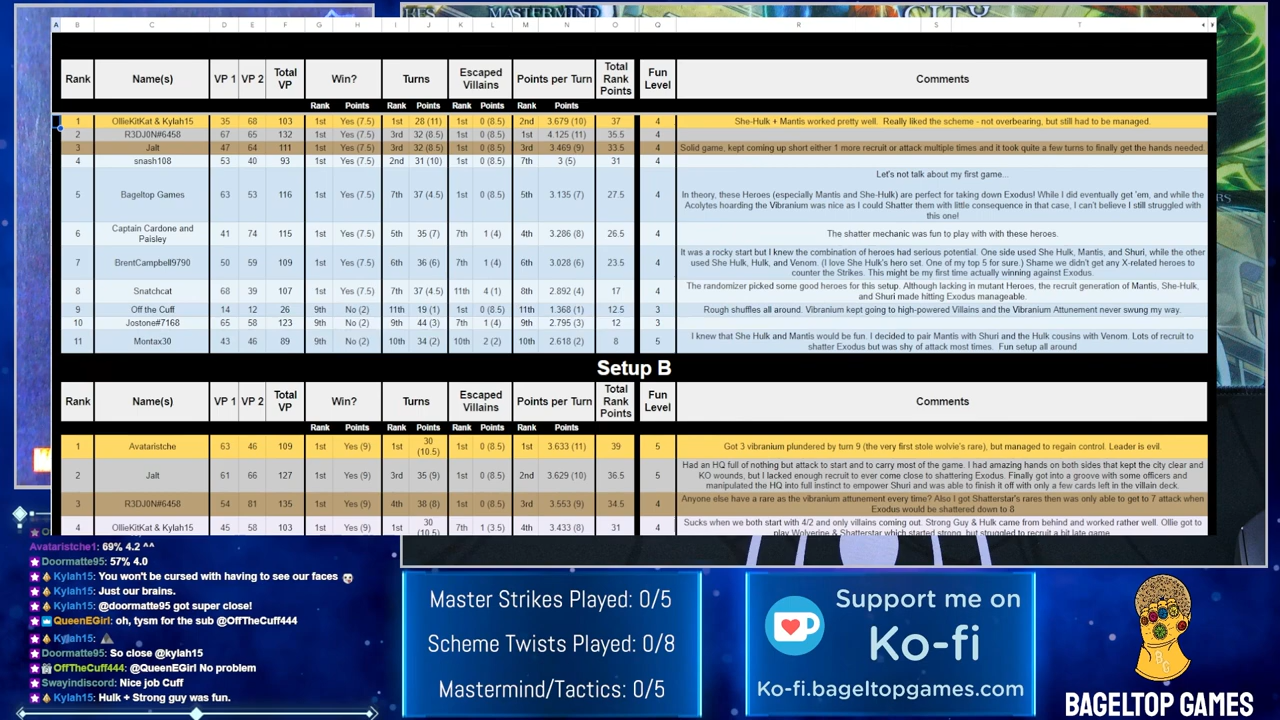 MASTERMIND CITY
A B C D E F G H I J K L M N O Q R S T
Rank Name(s) VP 1 VP 2 Total VP Win? Turns Escaped Villains Points per Turn Total Rank Points Fun Level Comments
Rank Points Rank Points Rank Points Rank Points
1 OllieKitKat & Kylah15 35 68 103 1st Yes (7.5) 1st 28 (11) 1st 0 (8.5) 2nd 3.679 (10) 37 4 She-Hulk + Mantis worked pretty well. Really liked the scheme - not overbearing, but still had to be managed.
2 R3DJ0N#6458 67 65 132 1st Yes (7.5) 3rd 32 (8.5) 1st 0 (8.5) 1st 4.125 (11) 35.5 4
3 Jalt 47 64 111 1st Yes (7.5) 3rd 32 (8.5) 1st 0 (8.5) 3rd 3.469 (9) 33.5 4 Solid game, kept coming up short either 1 more recruit or attack multiple times and it took quite a few turns to finally get the hands needed.
4 snash108 53 40 93 1st Yes (7.5) 2nd 31 (10) 1st 0 (8.5) 7th 3 (5) 31 4
Let's not talk about my first game...
5 Bageltop Games 63 53 116 1st Yes (7.5) 7th 37 (4.5) 1st 0 (8.5) 5th 3.135 (7) 27.5 4 In theory, these Heroes (especially Mantis and She-Hulk) are perfect for taking down Exodus! While I did eventually get 'em, and while the
Acolytes hoarding the Vibranium was nice as I could Shatter them with little consequence in that case, I can't believe I still struggled with
this one!
6 Captain Cardone and Paisley 41 74 115 1st Yes (7.5) 5th 35 (7) 7th 1 (4) 4th 3.286 (8) 26.5 4 The shatter mechanic was fun to play with with these heroes.
7 BrentCampbell9790 50 59 109 1st Yes (7.5) 6th 36 (6) 7th 1 (4) 6th 3.028 (6) 23.5 4 It was a rocky start but I knew the combination of heroes had serious potential. One side used She Hulk, Mantis, and Shuri, while the other
used She Hulk, Hulk, and Venom. (I love She Hulk's hero set. One of my top 5 for sure.) Shame we didn't get any X-related heroes to
counter the Strikes. This might be my first time actually winning against Exodus.
8 Snatchcat 68 39 107 1st Yes (7.5) 7th 37 (4.5) 11th 4 (1) 8th 2.892 (4) 17 4 The randomizer picked some good heroes for this setup. Although lacking in mutant Heroes, the recruit generation of Mantis, She-Hulk,
and Shuri made hitting Exodus manageable.
9 Off the Cuff 14 12 26 9th No (2) 11th 19 (1) 1st 0 (8.5) 11th 1.368 (1) 12.5 3 Rough shuffles all around. Vibranium kept going to high-powered Villains and the Vibranium Attunement never swung my way.
10 Jostone#7168 65 58 123 9th No (2) 9th 44 (3) 7th 1 (4) 9th 2.795 (3) 12 3
11 Montax30 43 46 89 9th No (2) 10th 34 (2) 10th 2 (2) 10th 2.618 (2) 8 5 I knew that She Hulk and Mantis would be fun. I decided to pair Mantis with Shuri and the Hulk cousins with Venom. Lots of recruit to
shatter Exodus but was shy of attack most times. Fun setup all around
Setup B
Rank Name(s) VP 1 VP 2 Total VP Win? Turns Escaped Villains Points per Turn Total Rank Points Fun Level Comments
Rank Points Rank Points Rank Points Rank Points
1 Avataristche 63 46 109 1st Yes (9) 1st 30 (10.5) 1st 0 (8.5) 1st 3.633 (11) 39 5 Got 3 vibranium plundered by turn 9 (the very first stole wolvie's rare), but managed to regain control. Leader is evil.
2 Jalt 61 66 127 1st Yes (9) 3rd 35 (9) 1st 0 (8.5) 2nd 3.629 (10) 36.5 5 Had an HQ full of nothing but attack to start and to carry most of the game. I had amazing hands on both sides that kept the city clear and
KO wounds, but I lacked enough recruit to ever come close to shattering Exodus. Finally got into a groove with some officers and
manipulated the HQ into full instinct to empower Shuri and was able to finish it off with only a few cards left in the villain deck.
3 R3DJ0N#6458 54 81 135 1st Yes (9) 4th 38 (8) 1st 0 (8.5) 3rd 3.553 (9) 34.5 4 Anyone else have a rare as the vibranium attunement every time? Also I got Shatterstar's rares then was only able to get to 7 attack when
Exodus would be shattered down to 8
4 OllieKitKat & Kylah15 45 58 103 1st Yes (9) 1st 30 (10.5) 7th 1 (3.5) 4th 3.433 (8) 31 4 Sucks when we both start with 4/2 and only villains coming out. Strong Guy & Hulk came from behind and worked rather well. Ollie got to
play Wolverine & Shatterstar which started strong, but struggled to recruit a bit late game
Avataristche1: 69% 4.2 ^^
Doormatte95: 57% 4.0
Kylah15: You won't be cursed with having to see our faces
Kylah15: Just our brains.
Kylah15: @doormatte95 got super close!
QueenEGirl: oh, tysm for the sub @OffTheCuff444
Kylah15:
Doormatte95: So close @kylah15
OffTheCuff444: @QueenEGirl No problem
Swayindiscord: Nice job Cuff
Kylah15: Hulk + Strong guy was fun.
Master Strikes Played: 0/5
Scheme Twists Played: 0/8
Mastermind/Tactics: 0/5
Support me on
Ko-fi
Ko-fi.bageltopgames.com
BG
BAGELTOP GAMES